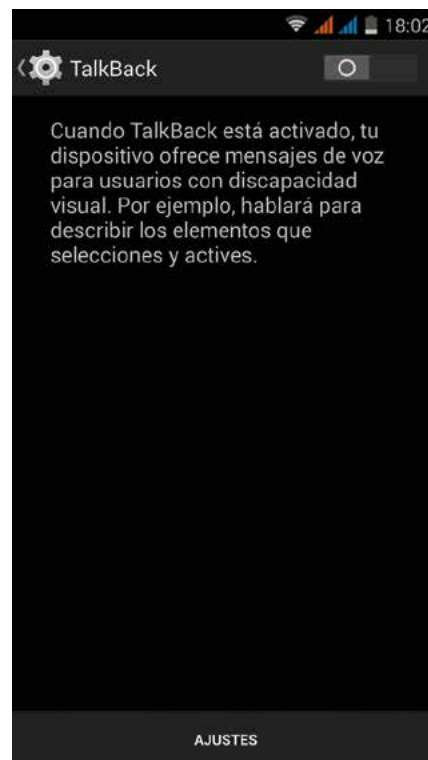 18:02
TalkBack
Cuando TalkBack está activado, tu
dispositivo ofrece mensajes de voz
para usuarios con discapacidad
visual. Por ejemplo, hablará para
describir los elementos que
selecciones y actives.
AJUSTES